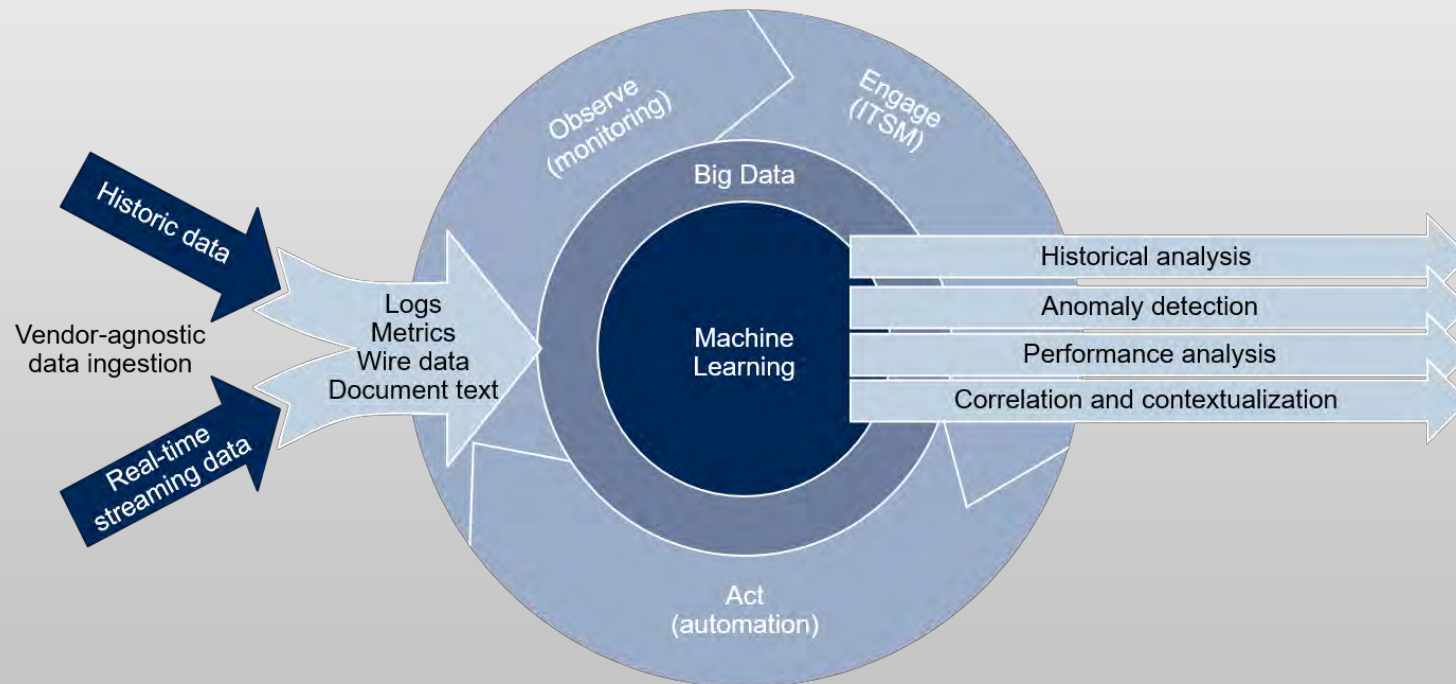 Observe
(monitoring)
Engage
(ITSM)
Big Data
Historic data
Vendor-agnostic
data ingestion
Real-time
streaming data
Logs
Metrics
Wire data
Document text
Machine
Learning
Historical analysis
Anomaly detection
Performance analysis
Correlation and contextualization
Act
(automation)